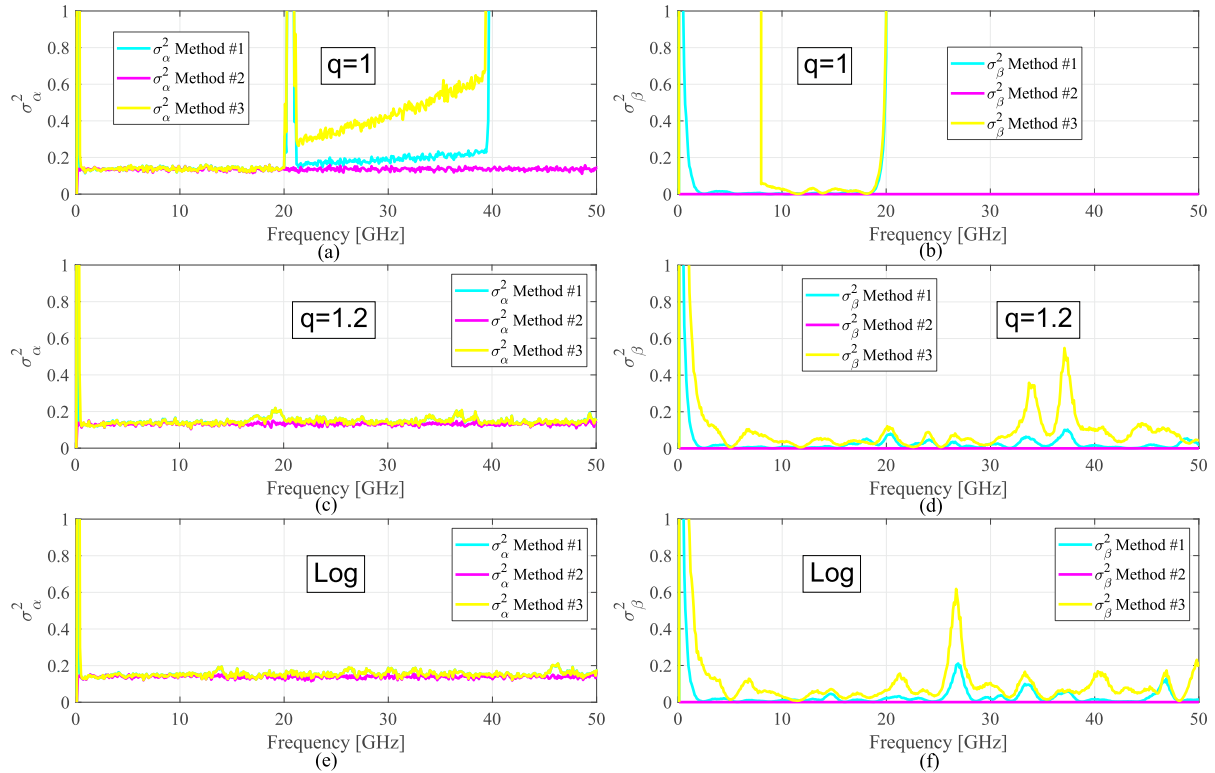 1
0.8
0.6
0.4
0.2
0
σ²α
σ²α Method #1
σ²α Method #2
σ²α Method #3
q=1
0 10 20 30 40 50
Frequency [GHz]
(a)
1
0.8
0.6
0.4
0.2
0
σ²β
q=1
σ²β Method #1
σ²β Method #2
σ²β Method #3
0 10 20 30 40 50
Frequency [GHz]
(b)
1
0.8
0.6
0.4
0.2
0
σ²α
q=1.2
σ²α Method #1
σ²α Method #2
σ²α Method #3
0 10 20 30 40 50
Frequency [GHz]
(c)
1
0.8
0.6
0.4
0.2
0
σ²β
σ²β Method #1
σ²β Method #2
σ²β Method #3
q=1.2
0 10 20 30 40 50
Frequency [GHz]
(d)
1
0.8
0.6
0.4
0.2
0
σ²α
Log
σ²α Method #1
σ²α Method #2
σ²α Method #3
0 10 20 30 40 50
Frequency [GHz]
(e)
1
0.8
0.6
0.4
0.2
0
σ²β
Log
σ²β Method #1
σ²β Method #2
σ²β Method #3
0 10 20 30 40 50
Frequency [GHz]
(f)